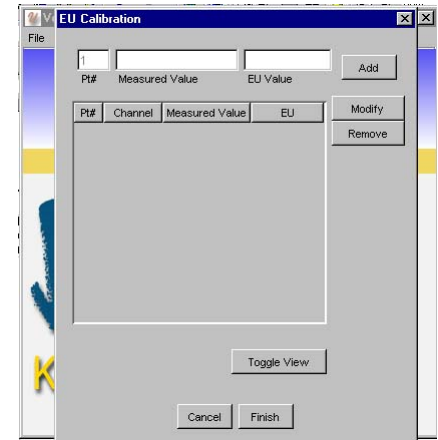 EU Calibration
File
1
Pt# Measured Value EU Value
Add
Pt# Channel Measured Value EU
Modify
Remove
Toggle View
Cancel Finish
K